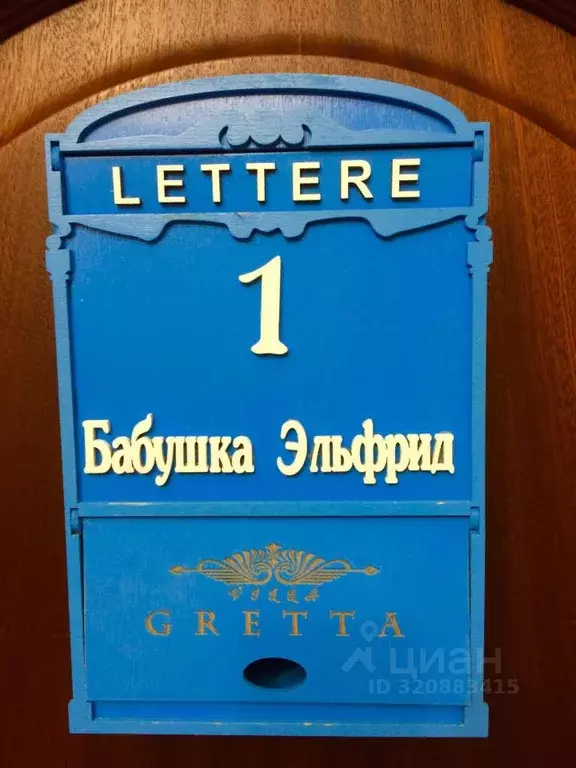 LETTERE
1
Бабушка Эльфрид
GRETTA
циан
ID 320883415